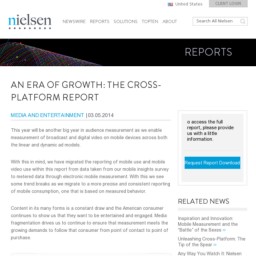 United States
CLIENT LOGIN
nielsen
NEWSWIRE REPORTS SOLUTIONS TOPTEN ABOUT
Search All Nielsen
REPORTS
AN ERA OF GROWTH: THE CROSS-
PLATFORM REPORT
MEDIA AND ENTERTAINMENT | 03.05.2014
This year will be another big year in audience measurement as we enable
measurement of broadcast and digital video on mobile devices across both
the linear and dynamic ad models.
With this in mind, we have migrated the reporting of mobile use and mobile
video use within this report from data taken from our mobile insights survey
to metered data through electronic mobile measurement. With this we see
some trend breaks as we migrate to a more precise and consistent reporting
of mobile consumption, one that is based on measured behavior.
Content in its many forms is a constant draw and the American consumer
continues to show us that they want to be entertained and engaged. Media
fragmentation drives us to continue to ensure that measurement meets the
growing demands to follow that consumer from point of contact to point of
purchase.
o access the full
report, please provide
us with a little
information.
Request Report Download
RELATED NEWS
Inspiration and Innovation:
Mobile Measurement and the
"Battle" of the Sexes »
Unleashing Cross-Platform: The
Tip of the Spear »
Any Way You Watch It: Nielsen